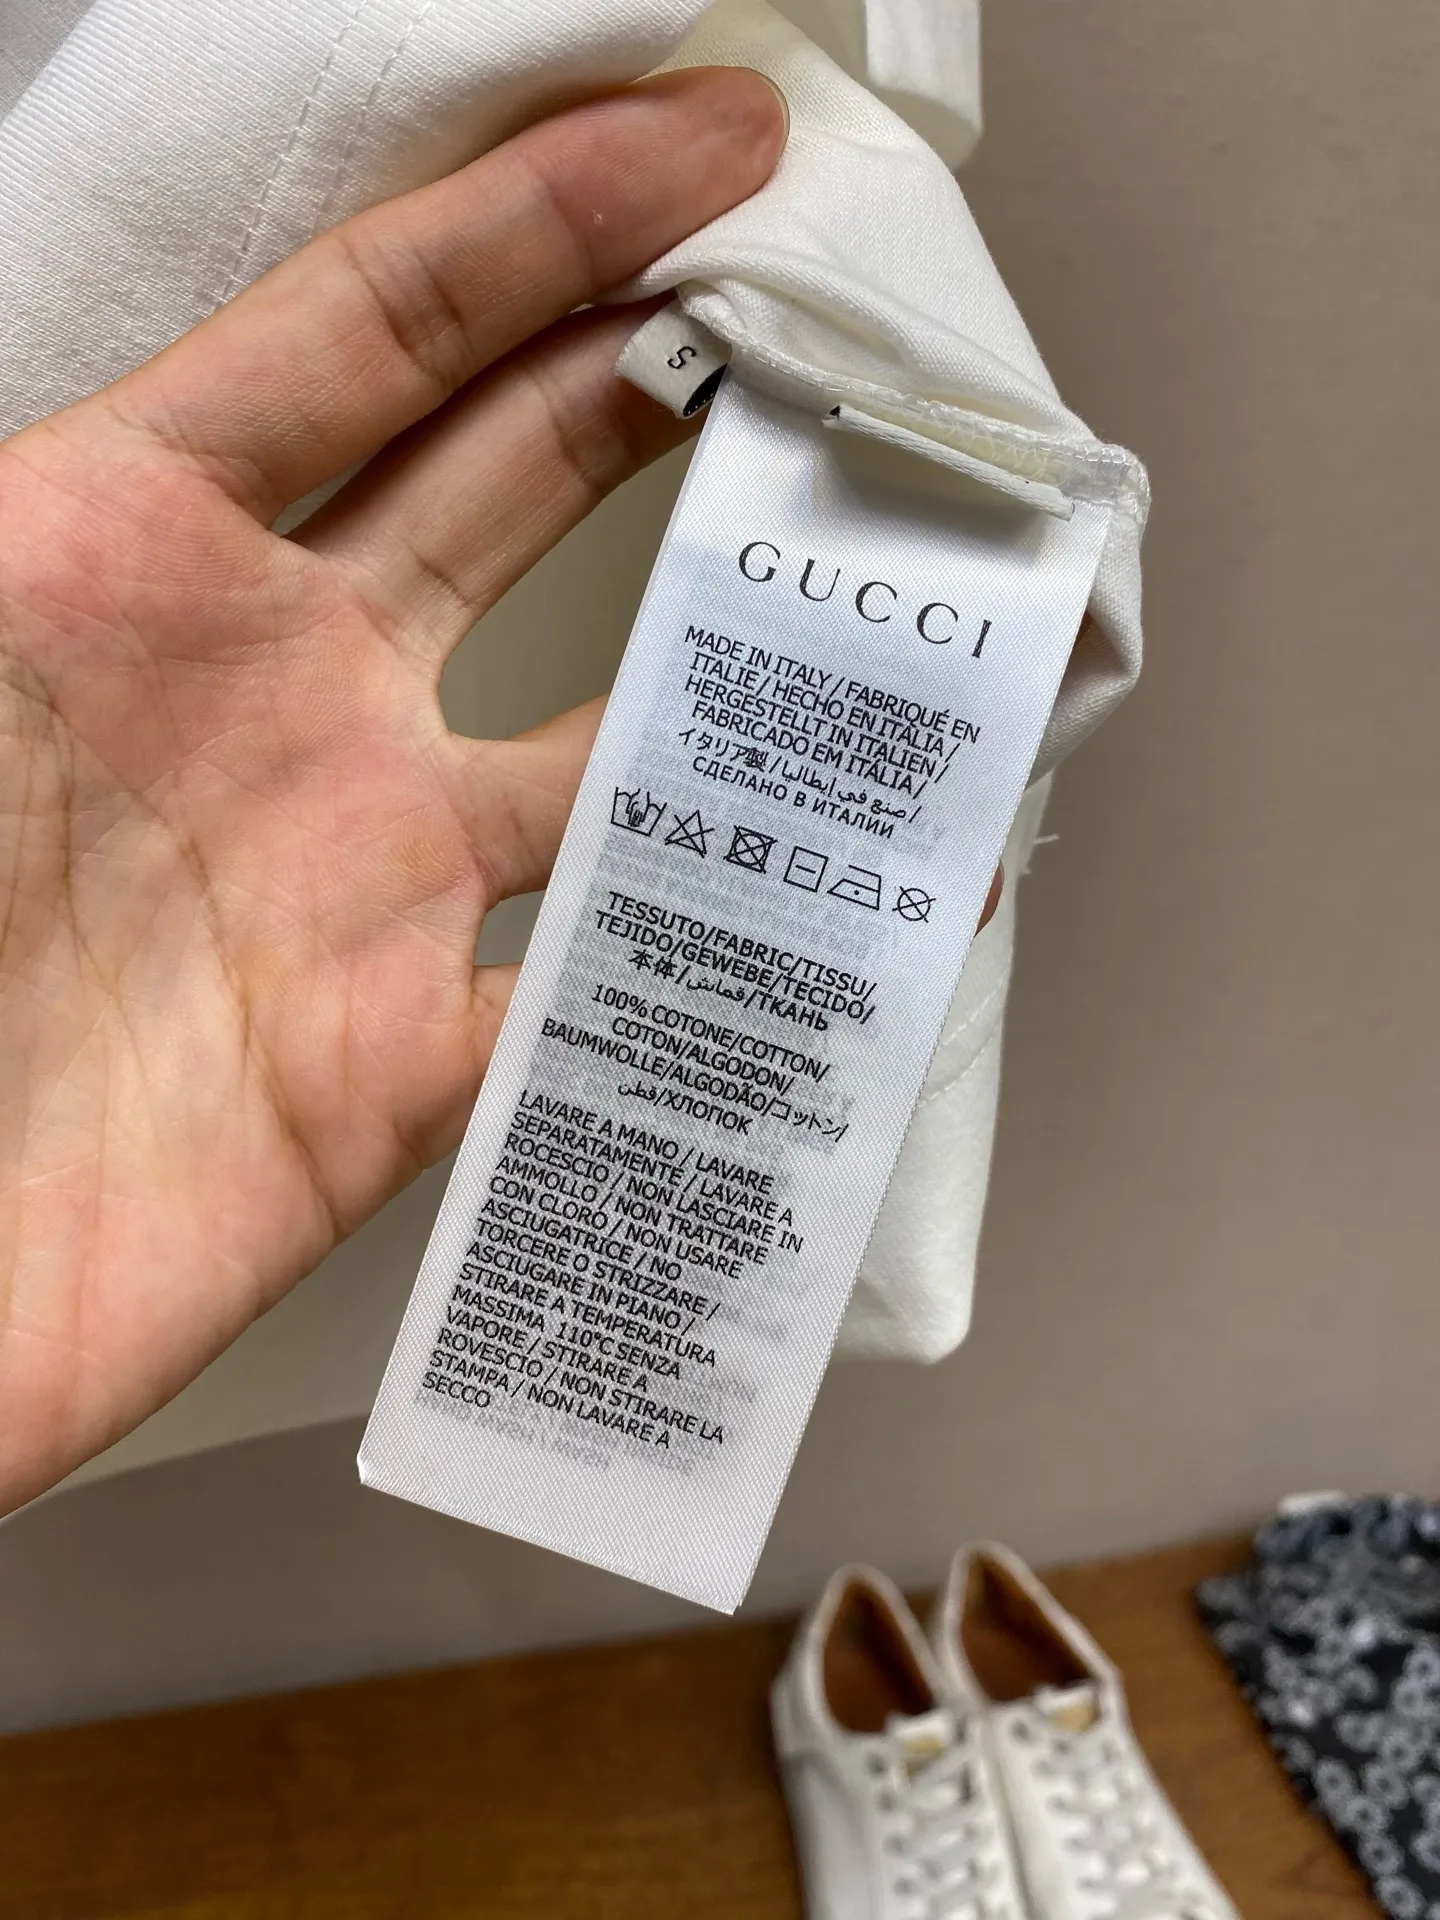 S
GUCCI
MADE IN ITALY / FABRIQUÉ EN
ITALIE / HECHO EN ITALIA /
HERGESTELLT IN ITALIEN /
FABRICADO EM ITÁLIA /
イタリア製 / صنع في إيطاليا /
СДЕЛАНО В ИТАЛИИ
TESSUTO/FABRIC/TISSU/
TEJIDO/GEWEBE/TECIDO/
本体/قماش/ТКАНЬ
100% COTONE/COTTON/
COTON/ALGODON/
BAUMWOLLE/ALGODÃO/コットン/
قطن/ХЛОПОК
LAVARE A MANO / LAVARE
SEPARATAMENTE / LAVARE A
ROCESCIO / NON LASCIARE IN
AMMOLLO / NON TRATTARE
CON CLORO / NON USARE
ASCIUGATRICE / NO
TORCERE O STRIZZARE /
ASCIUGARE IN PIANO /
STIRARE A TEMPERATURA
MASSIMA 110°C SENZA
VAPORE / STIRARE A
ROVESCIO / NON STIRARE LA
STAMPA / NON LAVARE A
SECCO